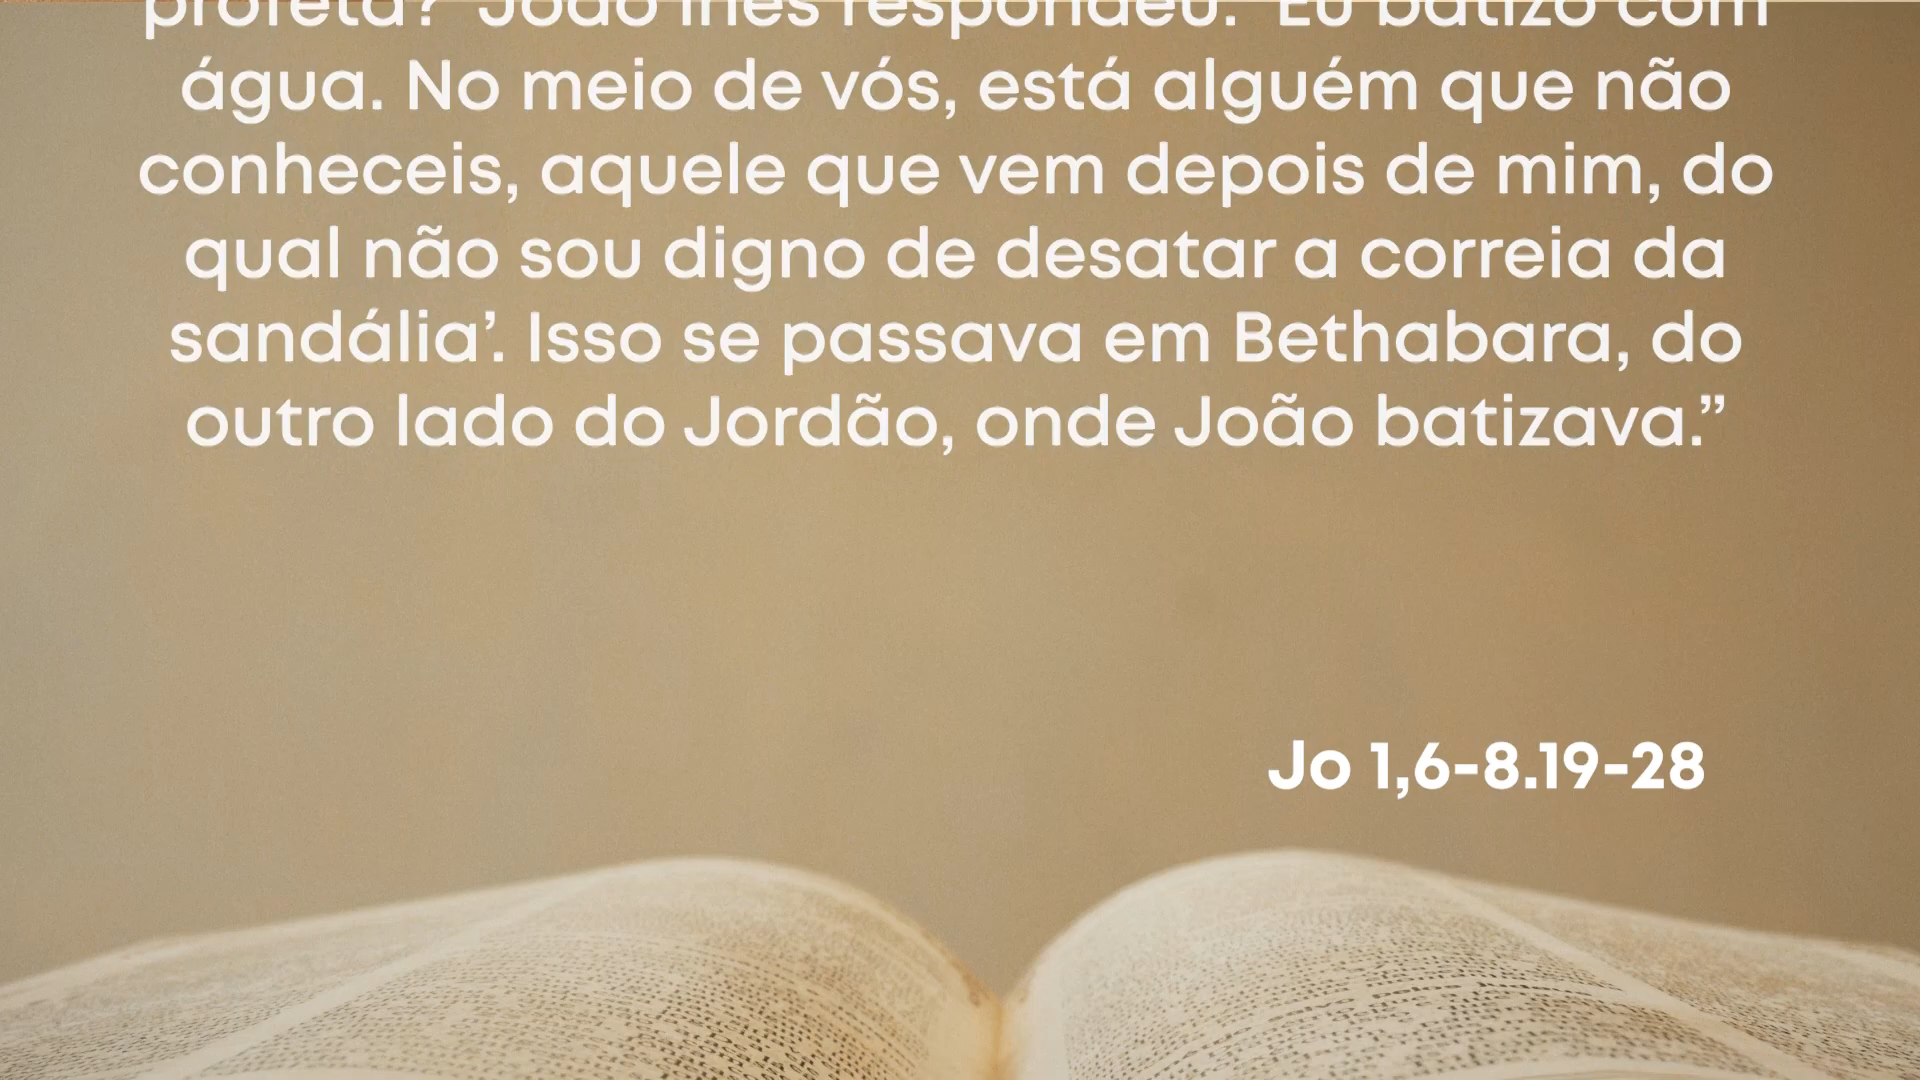 profeta?’ João lhes respondeu: ‘Eu batizo com
água. No meio de vós, está alguém que não
conheceis, aquele que vem depois de mim, do
qual não sou digno de desatar a correia da
sandália’. Isso se passava em Bethabara, do
outro lado do Jordão, onde João batizava.”
Jo 1,6-8.19-28